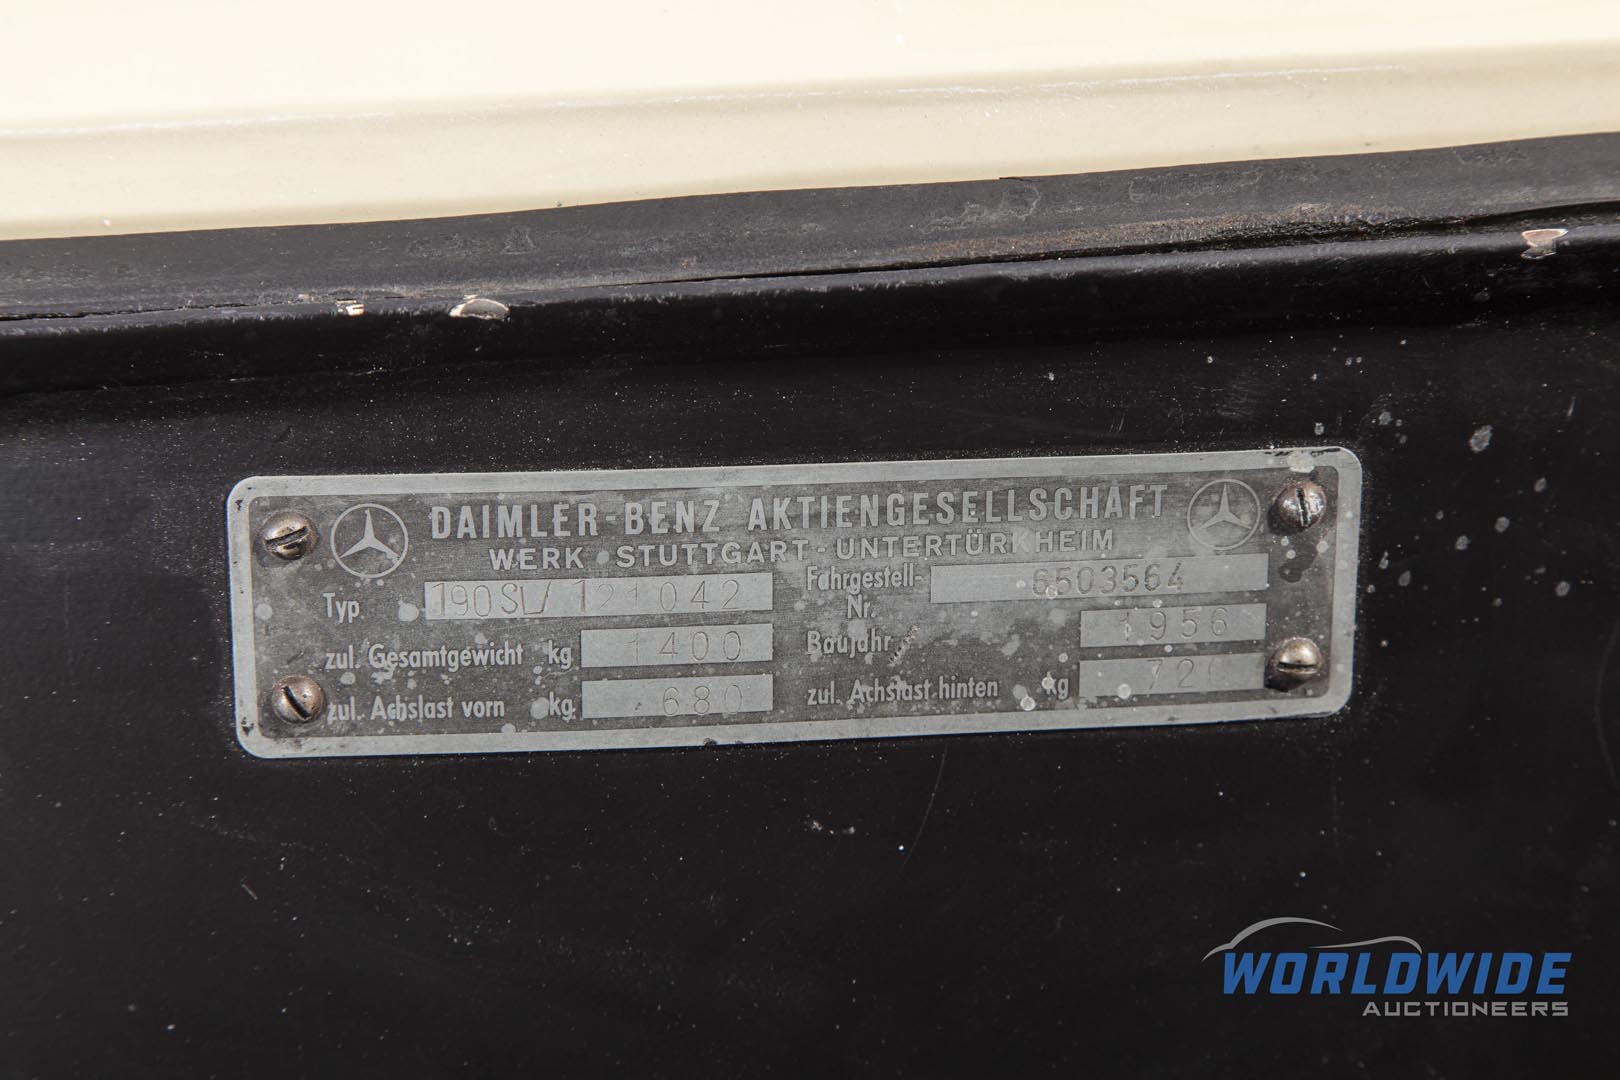 DAIMLER-BENZ AKTIENGESELLSCHAFT
WERK · STUTTGART - UNTERTÜRKHEIM
Typ 190SL/121042
Fahrgestell-Nr. 6503564
zul. Gesamtgewicht kg 1400
Baujahr 1956
zul. Achslast vorn kg 680
zul. Achslast hinten kg
WORLDWIDE
AUCTIONEERS